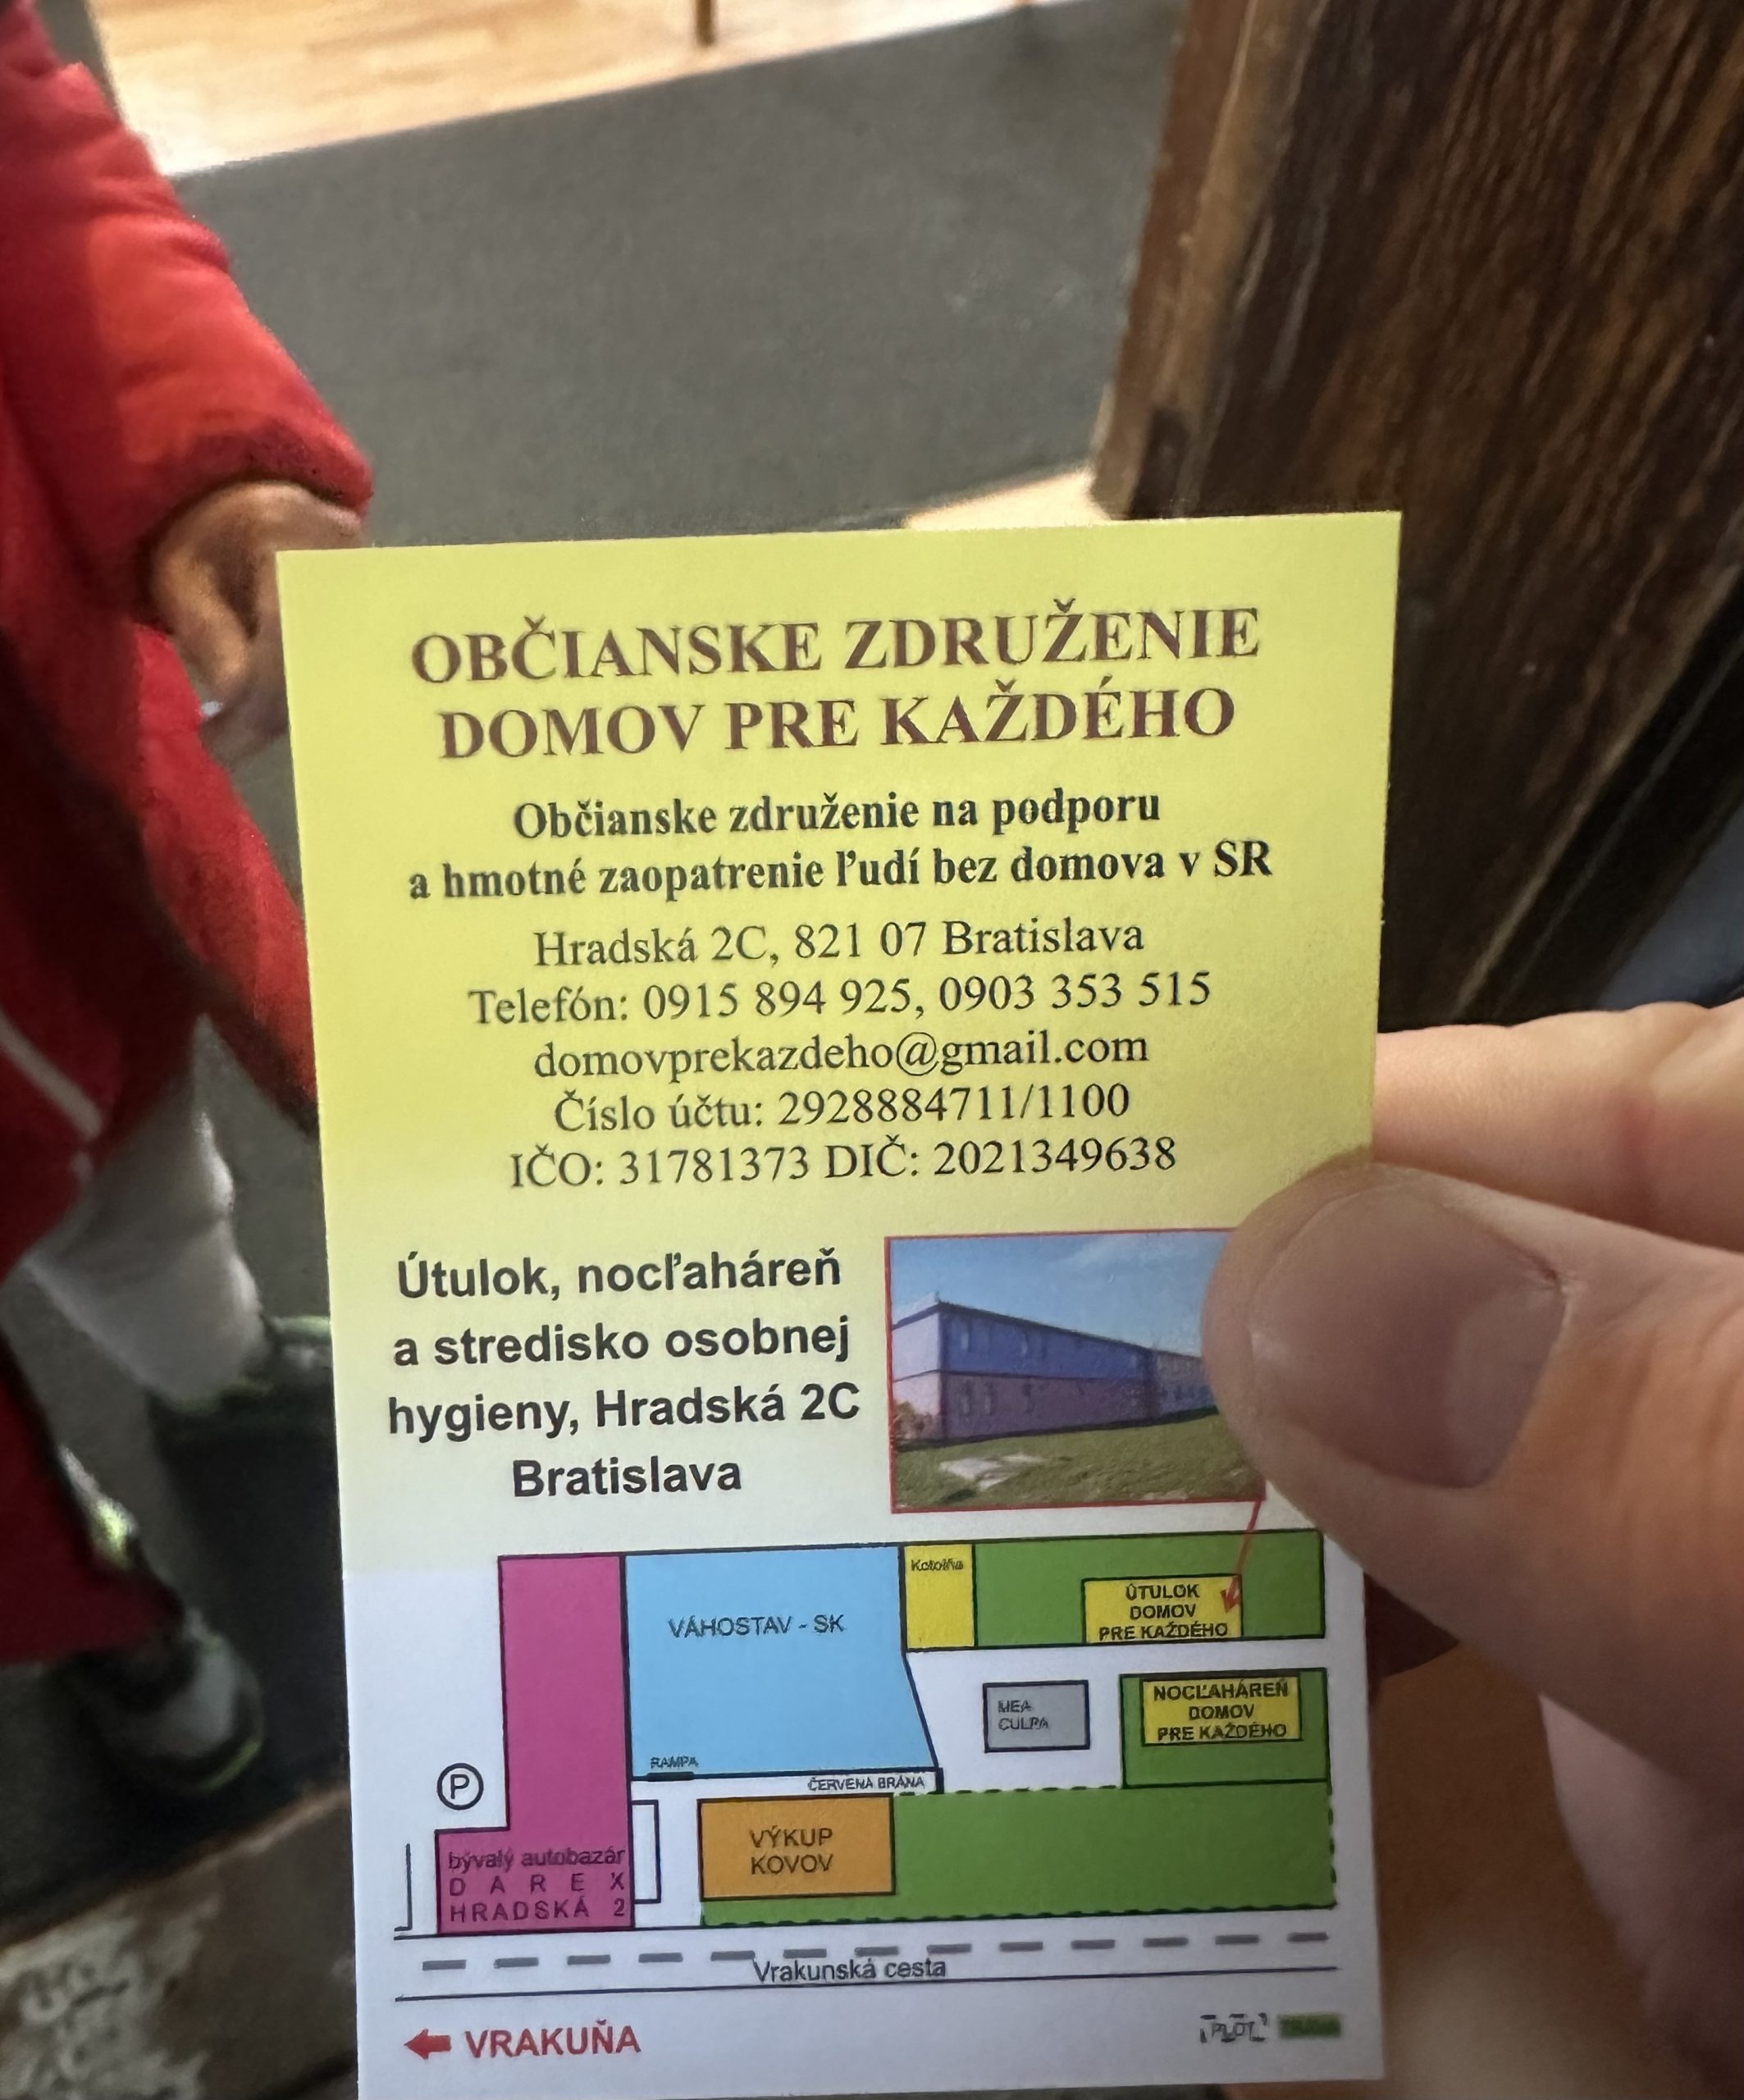 OBČIANSKE ZDRUŽENIE
DOMOV PRE KAŽDÉHO
Občianske združenie na podporu
a hmotné zaopatrenie ľudí bez domova v SR
Hradská 2C, 821 07 Bratislava
Telefón: 0915 894 925, 0903 353 515
domovprekazdeho@gmail.com
Číslo účtu: 2928884711/1100
IČO: 31781373 DIČ: 2021349638
Útulok, nocľaháreň
a stredisko osobnej
hygieny, Hradská 2C
Bratislava
Kotolňa
VÁHOSTAV - SK
ÚTULOK
DOMOV
PRE KAŽDÉHO
MEA
CULPA
NOCĽAHÁREŇ
DOMOV
PRE KAŽDÉHO
RAMPA
ČERVENÁ BRÁNA
P
VÝKUP
KOVOV
bývalý autobazár
DAREX
HRADSKÁ 2
Vrakunská cesta
VRAKUŇA
PLOT